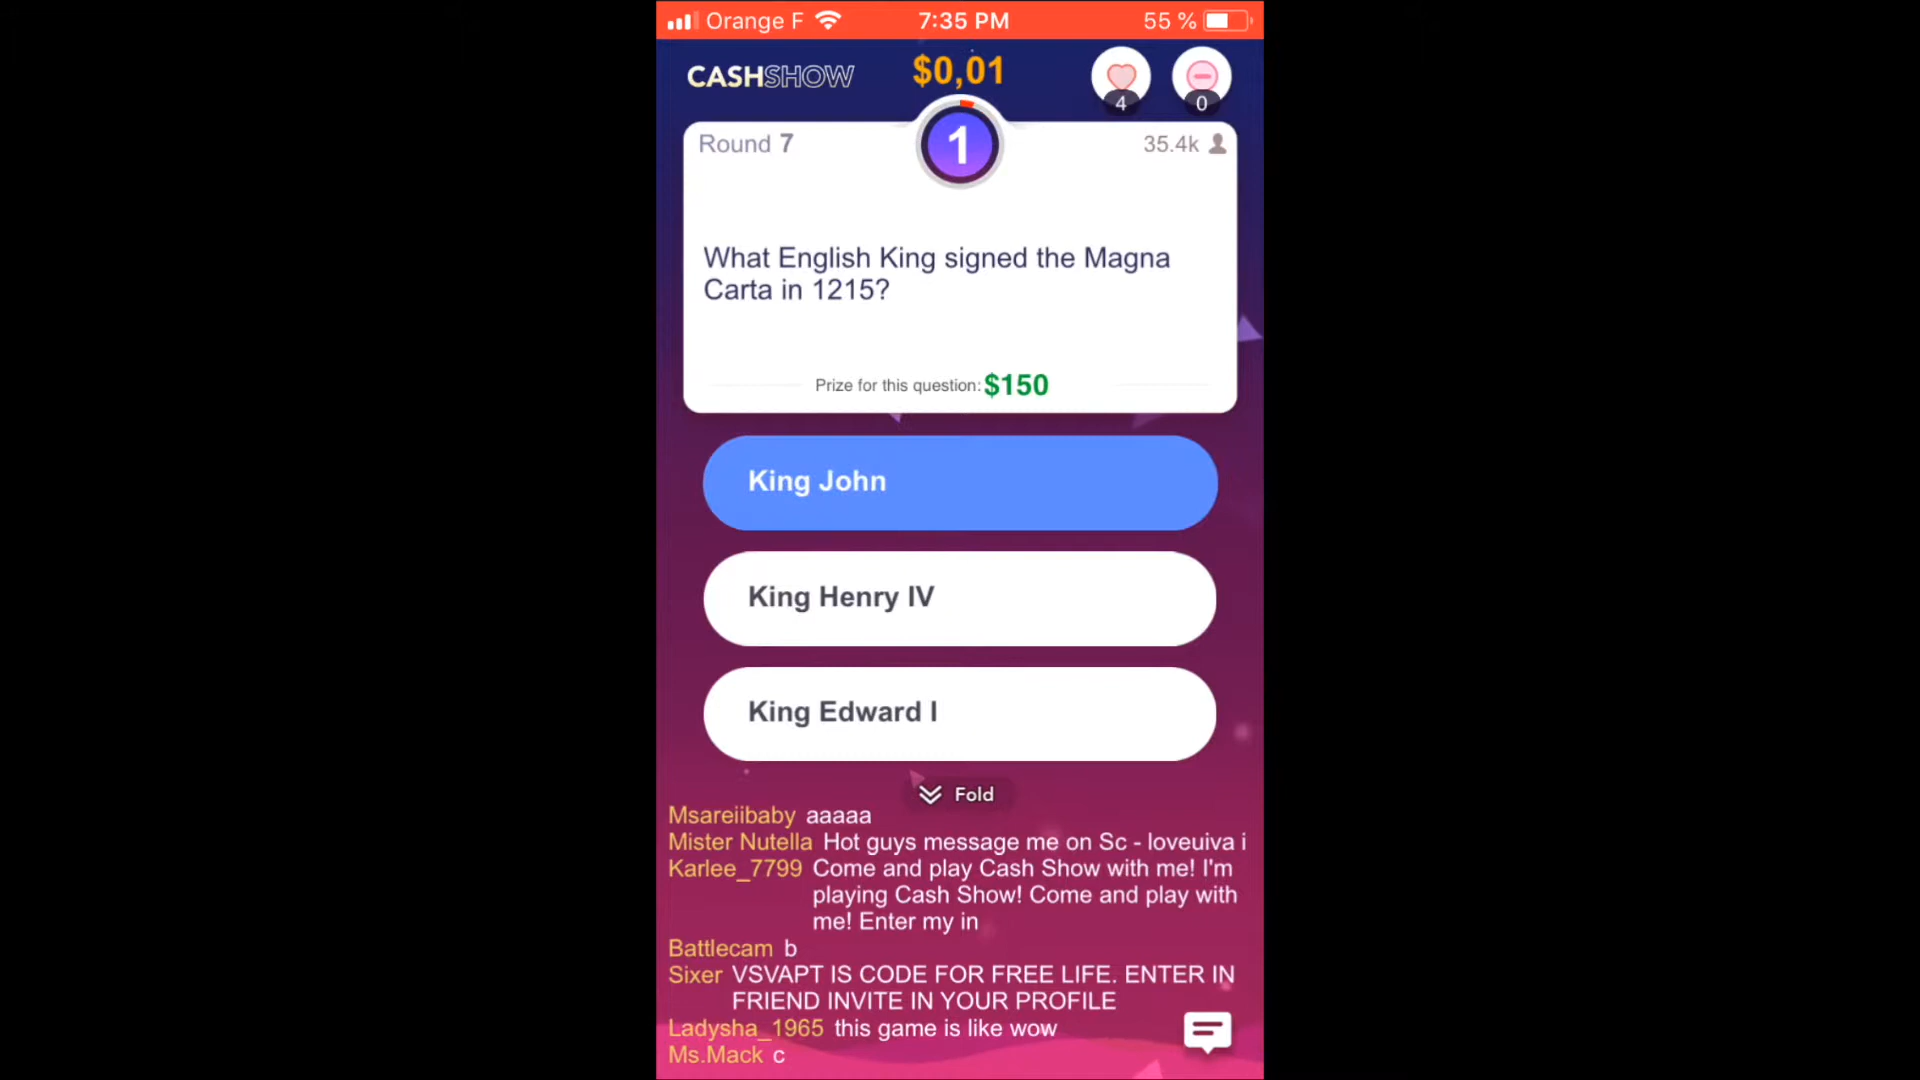 Orange F 7:35 PM 55 %
CASHSHOW $0,01
4 0
Round 7 1 35.4k
What English King signed the Magna
Carta in 1215?
Prize for this question: $150
King John
King Henry IV
King Edward I
Fold
Msareiibaby aaaaa
Mister Nutella Hot guys message me on Sc - loveuiva i
Karlee_7799 Come and play Cash Show with me! I'm
playing Cash Show! Come and play with
me! Enter my in
Battlecam b
Sixer VSVAPT IS CODE FOR FREE LIFE. ENTER IN
FRIEND INVITE IN YOUR PROFILE
Ladysha_1965 this game is like wow
Ms.Mack c